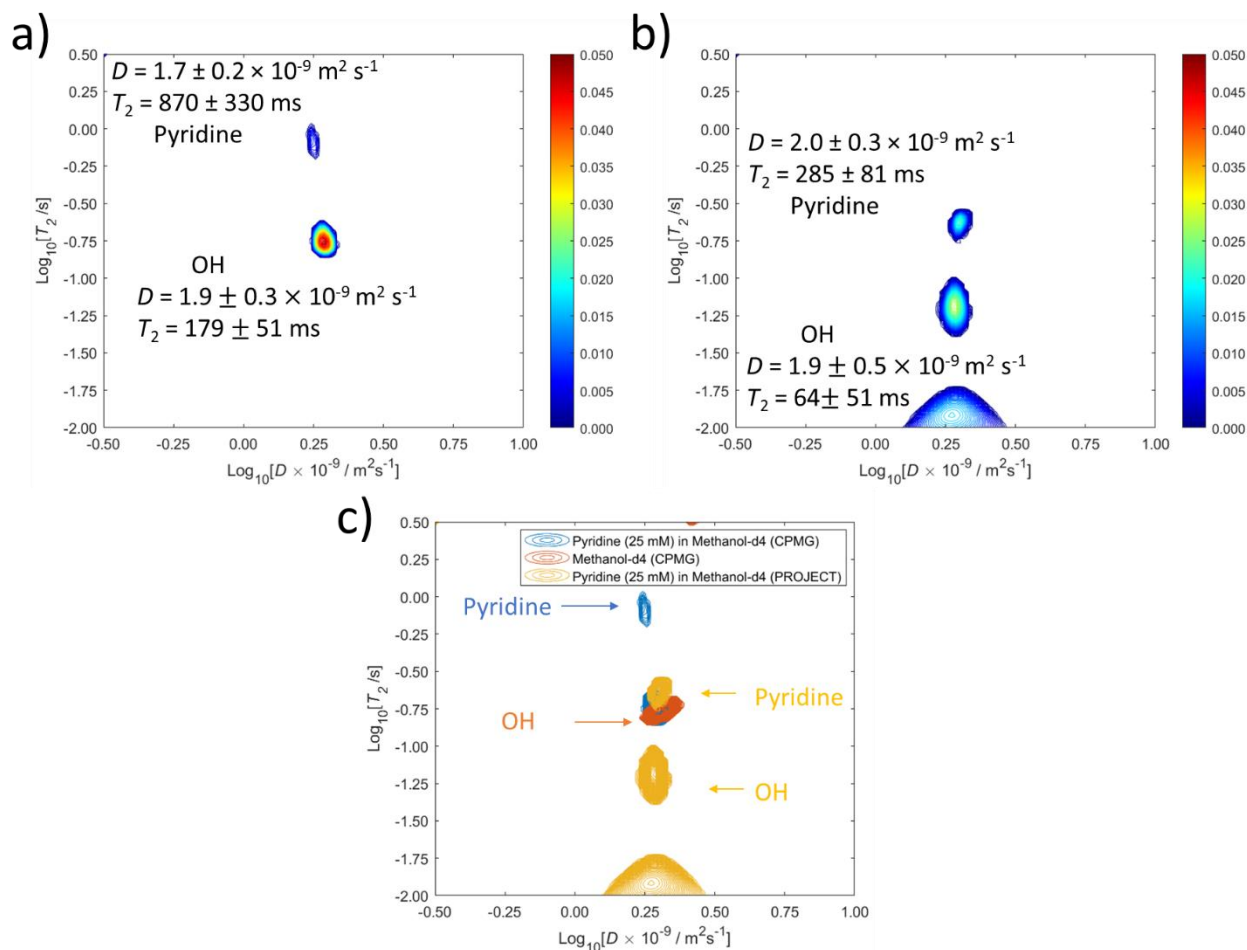 a)
D = 1.7 ± 0.2 × 10⁻⁹ m² s⁻¹
T₂ = 870 ± 330 ms
Pyridine
OH
D = 1.9 ± 0.3 × 10⁻⁹ m² s⁻¹
T₂ = 179 ± 51 ms
0.50
0.25
0.00
-0.25
-0.50
-0.75
-1.00
-1.25
-1.50
-1.75
-2.00
Log₁₀[T₂ /s]
-0.50 -0.25 0.00 0.25 0.50 0.75 1.00
Log₁₀[D × 10⁻⁹ / m²s⁻¹]
0.050
0.045
0.040
0.035
0.030
0.025
0.020
0.015
0.010
0.005
0.000
b)
D = 2.0 ± 0.3 × 10⁻⁹ m² s⁻¹
T₂ = 285 ± 81 ms
Pyridine
OH
D = 1.9 ± 0.5 × 10⁻⁹ m² s⁻¹
T₂ = 64± 51 ms
0.50
0.25
0.00
-0.25
-0.50
-0.75
-1.00
-1.25
-1.50
-1.75
-2.00
Log₁₀[T₂ /s]
-0.50 -0.25 0.00 0.25 0.50 0.75 1.00
Log₁₀[D × 10⁻⁹ / m²s⁻¹]
0.050
0.045
0.040
0.035
0.030
0.025
0.020
0.015
0.010
0.005
0.000
c)
Pyridine (25 mM) in Methanol-d4 (CPMG)
Methanol-d4 (CPMG)
Pyridine (25 mM) in Methanol-d4 (PROJECT)
Pyridine
Pyridine
OH
OH
0.50
0.25
0.00
-0.25
-0.50
-0.75
-1.00
-1.25
-1.50
-1.75
-2.00
Log₁₀[T₂ /s]
-0.50 -0.25 0.00 0.25 0.50 0.75 1.00
Log₁₀[D × 10⁻⁹ / m²s⁻¹]